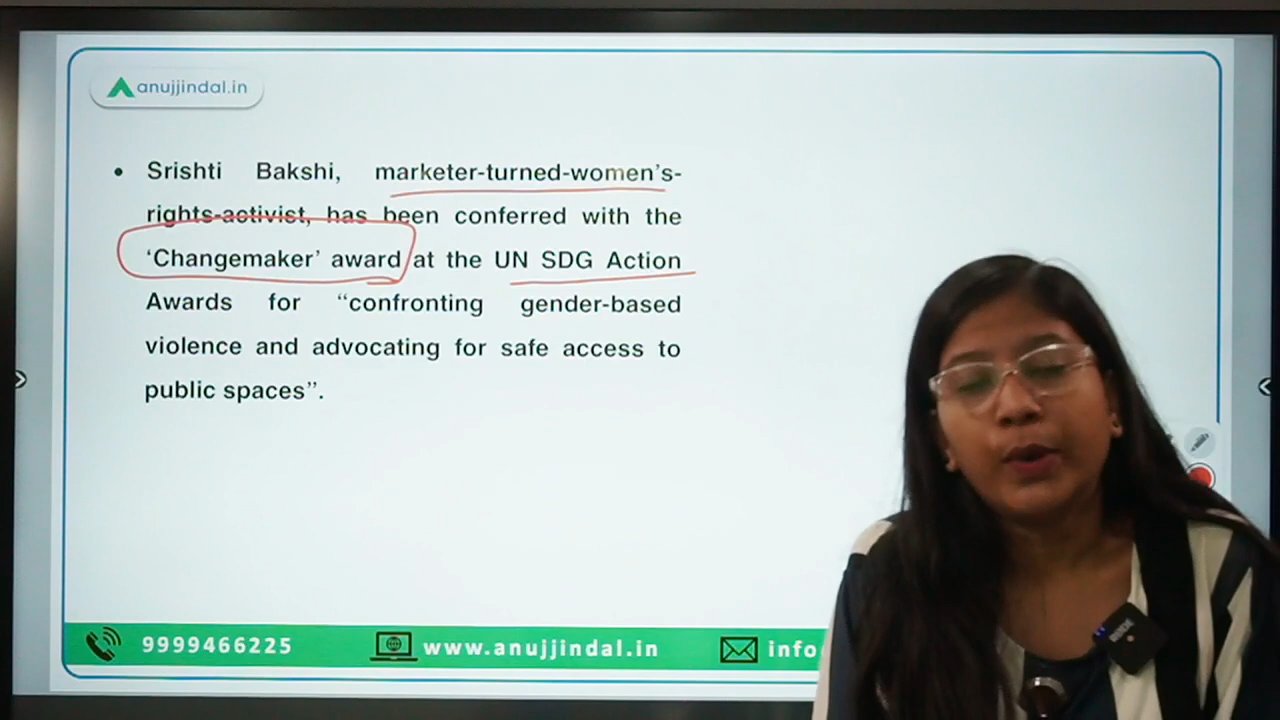 anujjindal.in
• Srishti Bakshi, marketer-turned-women's-
rights-activist, has been conferred with the
‘Changemaker’ award at the UN SDG Action
Awards for “confronting gender-based
violence and advocating for safe access to
public spaces”.
9999466225 www.anujjindal.in info